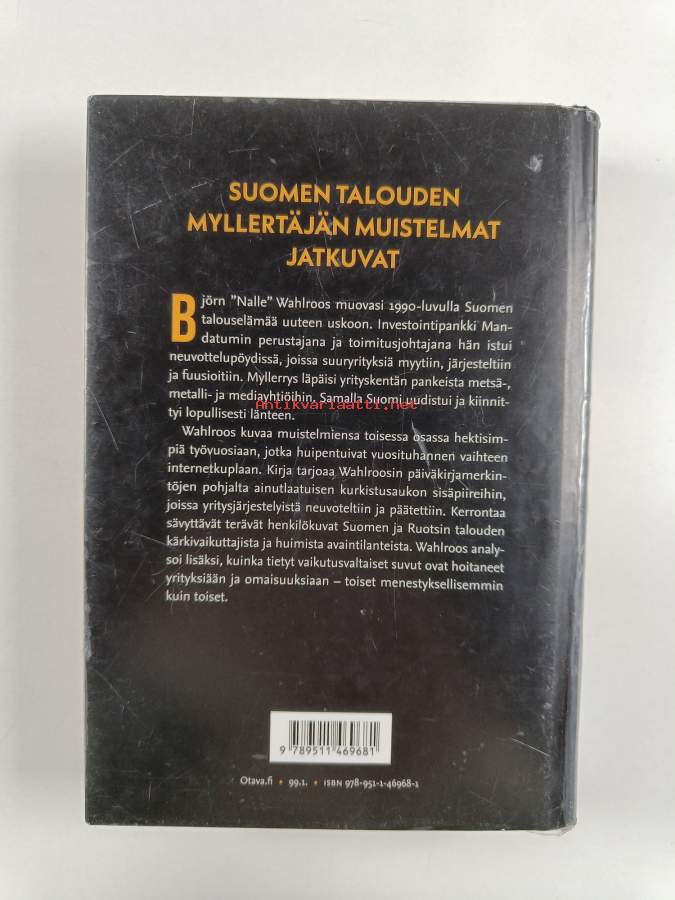 SUOMEN TALOUDEN
MYLLERTÄJÄN MUISTELMAT
JATKUVAT
Björn ”Nalle” Wahlroos muovasi 1990-luvulla Suomen
talouselämää uuteen uskoon. Investointipankki Man-
datumin perustajana ja toimitusjohtajana hän istui
neuvottelupöydissä, joissa suuryrityksiä myytiin, järjesteltiin
ja fuusioitiin. Myllerrys läpäisi yrityskentän pankeista metsä-,
metalli- ja mediayhtiöihin. Samalla Suomi uudistui ja kiinnit-
tyi lopullisesti länteen.
Antikvariaatti.net
Wahlroos kuvaa muistelmiensa toisessa osassa hektisim-
piä työvuosiaan, jotka huipentuivat vuosituhannen vaihteen
internetkuplaan. Kirja tarjoaa Wahlroosin päiväkirjamerkin-
töjen pohjalta ainutlaatuisen kurkistusaukon sisäpiireihin,
joissa yritysjärjestelyistä neuvoteltiin ja päätettiin. Kerrontaa
sävyttävät terävät henkilökuvat Suomen ja Ruotsin talouden
kärkivaikuttajista ja huimista avaintilanteista. Wahlroos analy-
soi lisäksi, kuinka tietyt vaikutusvaltaiset suvut ovat hoitaneet
yrityksiään ja omaisuuksiaan – toiset menestyksellisemmin
kuin toiset.
9 789511 469681
Otava.fi • 99.1. • ISBN 978-951-1-46968-1